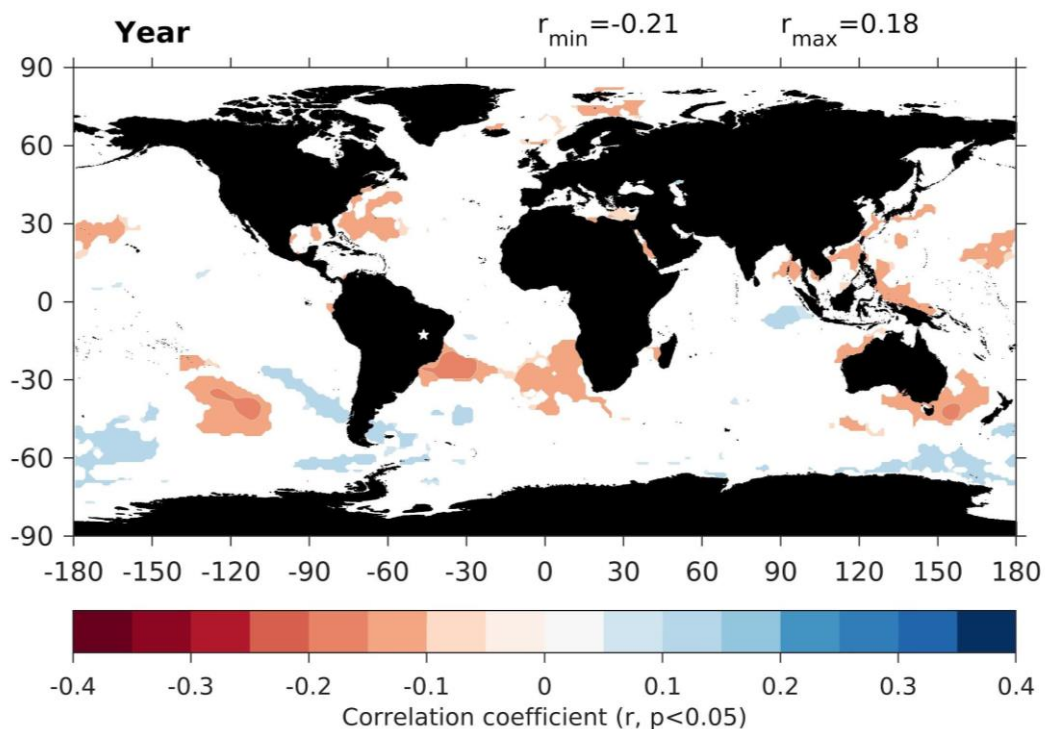 Year rmin=-0.21 rmax=0.18
90
60
30
0
-30
-60
-90
-180 -150 -120 -90 -60 -30 0 30 60 90 120 150 180
-0.4 -0.3 -0.2 -0.1 0 0.1 0.2 0.3 0.4
Correlation coefficient (r, p<0.05)